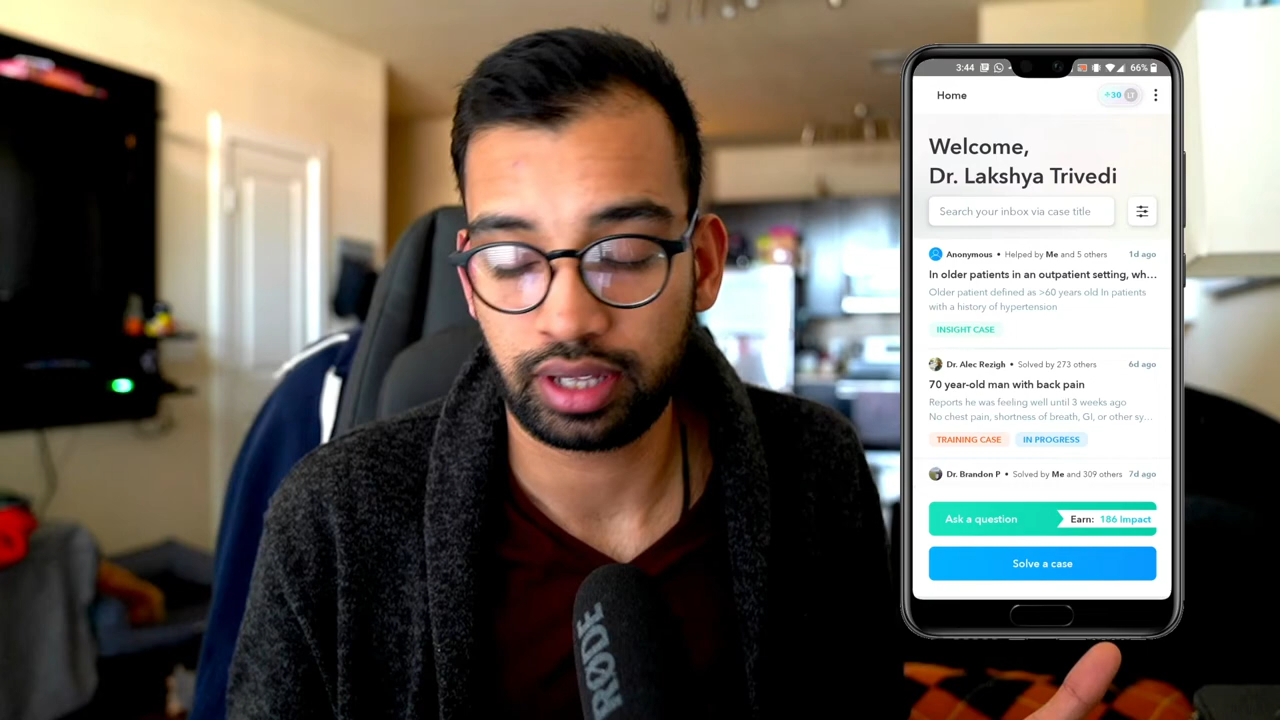 3:44
66%
Home
+30 LT
Welcome,
Dr. Lakshya Trivedi
Search your inbox via case title
Anonymous • Helped by Me and 5 others 1d ago
In older patients in an outpatient setting, wh...
Older patient defined as >60 years old In patients
with a history of hypertension
INSIGHT CASE
Dr. Alec Rezigh • Solved by 273 others 6d ago
70 year-old man with back pain
Reports he was feeling well until 3 weeks ago
No chest pain, shortness of breath, GI, or other sy...
TRAINING CASE IN PROGRESS
Dr. Brandon P • Solved by Me and 309 others 7d ago
Ask a question Earn: 186 Impact
Solve a case
RØDE